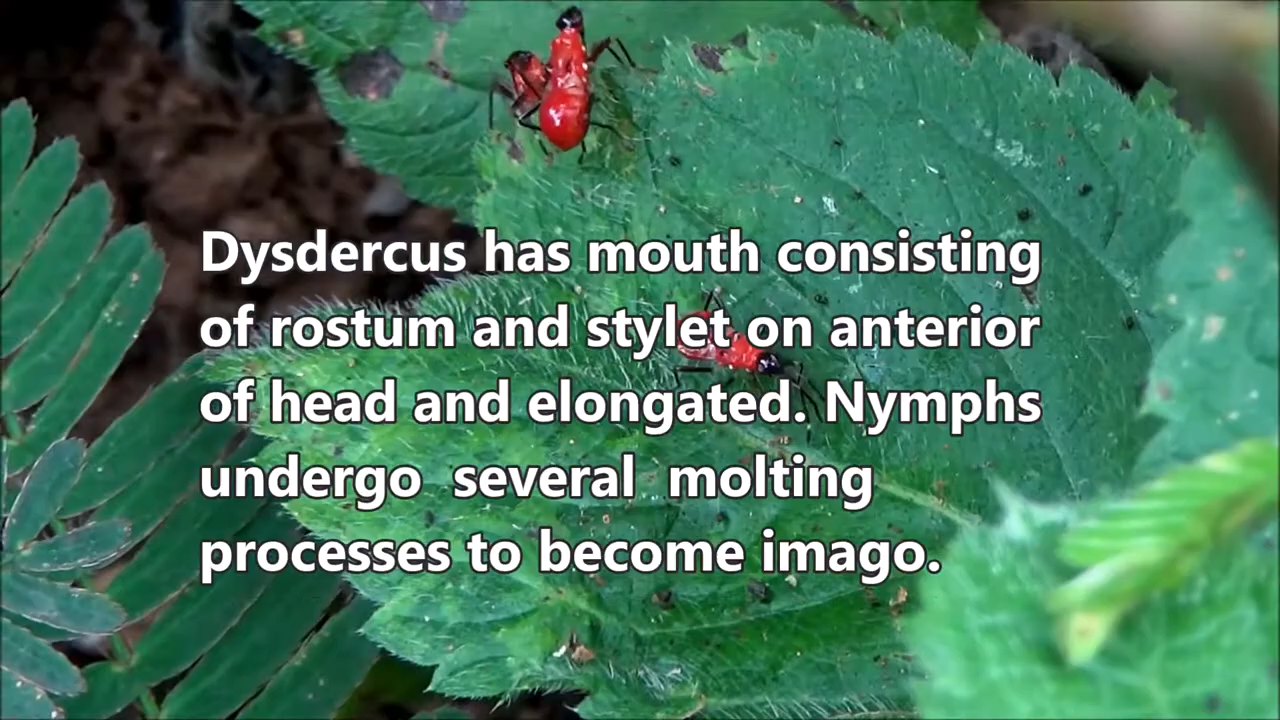 Dysdercus has mouth consisting
of rostum and stylet on anterior
of head and elongated. Nymphs
undergo several molting
processes to become imago.